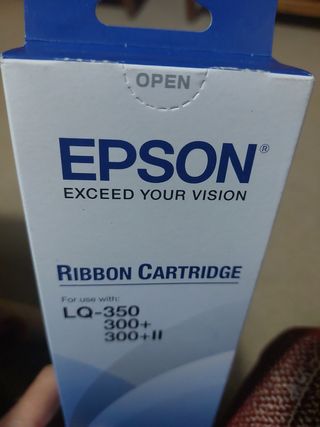 OPEN
EPSON®
EXCEED YOUR VISION
RIBBON CARTRIDGE
For use with:
LQ-350
300+
300+II